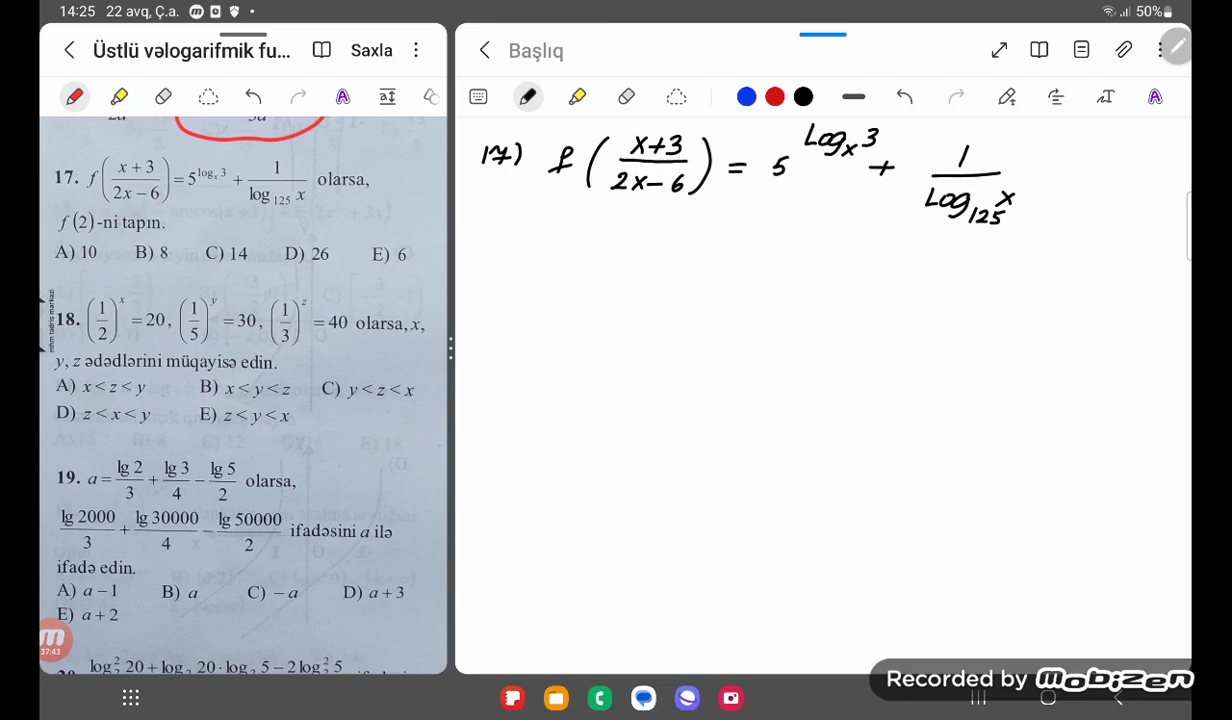 14:25 22 avq, Ç.a. 50%
Üstlü vəlogarifmik fu... Saxla
Başlıq
17. f((x+3)/(2x−6)) = 5^(log_x 3) + 1/(log_125 x) olarsa,
f(2)-ni tapın.
A) 10 B) 8 C) 14 D) 26 E) 6
18. (1/2)^x = 20, (1/5)^y = 30, (1/3)^z = 40 olarsa, x,
y, z ədədlərini müqayisə edin.
A) x < z < y B) x < y < z C) y < z < x
D) z < x < y E) z < y < x
19. a = lg 2/3 + lg 3/4 − lg 5/2 olarsa,
lg 2000/3 + lg 30000/4 − lg 50000/2 ifadəsini a ilə
ifadə edin.
A) a − 1 B) a C) −a D) a + 3
E) a + 2
37:43
17) f((x+3)/(2x−6)) = 5^(Log_x 3) + 1/(Log_125 x)
Recorded by mobizen